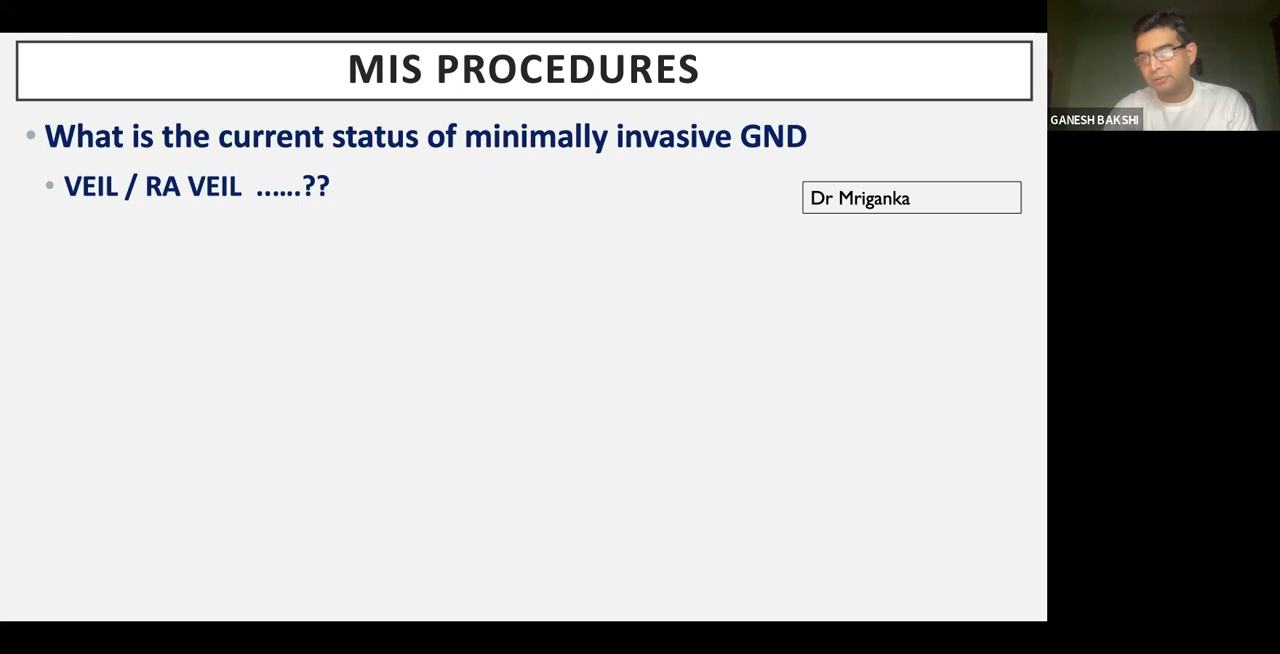 MIS PROCEDURES
• What is the current status of minimally invasive GND
• VEIL / RA VEIL ......??
Dr Mriganka
GANESH BAKSHI